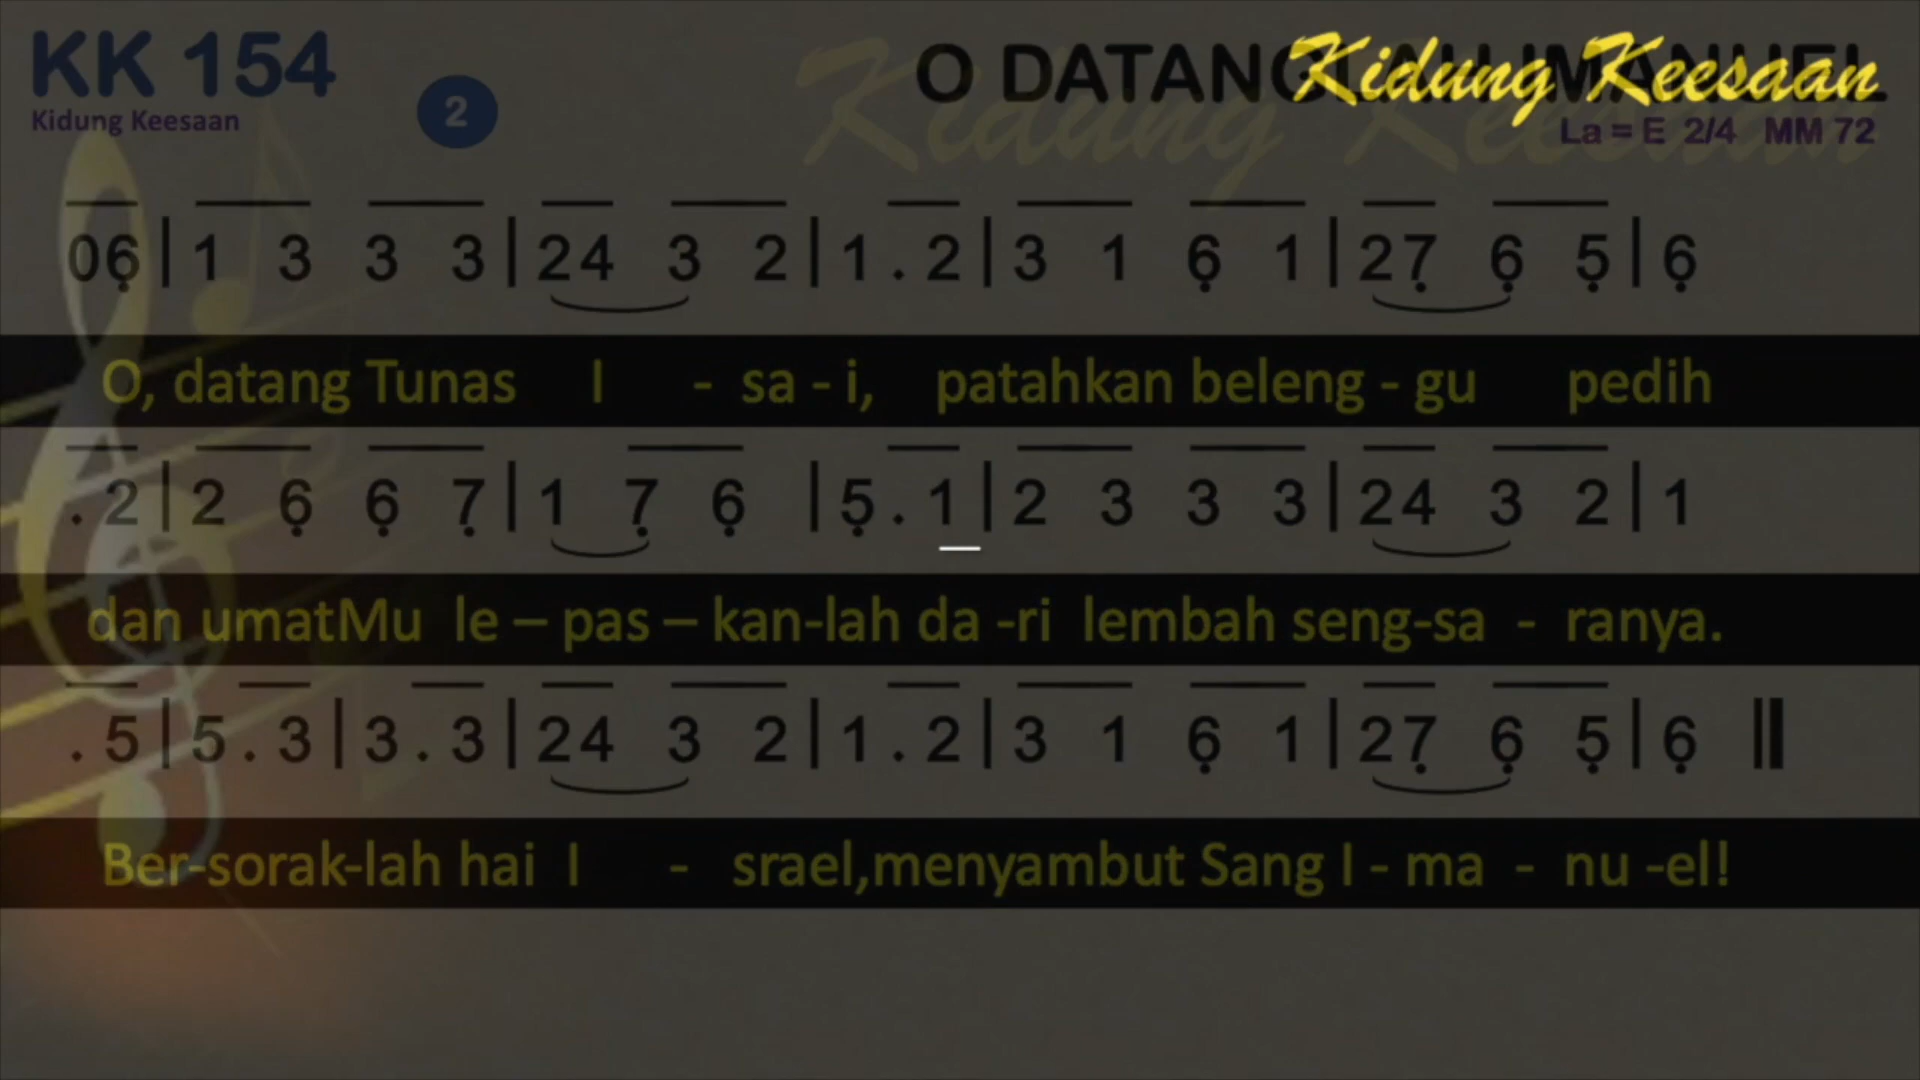 KK 154
Kidung Keesaan
2
O DATANGLAH IMANUEL
Kidung Keesaan
Kidung Keesaan
La = E 2/4 MM 72
06̣ | 1 3 3 3 | 24 3 2 | 1 . 2 | 3 1 6̣ 1 | 27̣ 6̣ 5̣ | 6̣
O, datang Tunas I - sa - i, patahkan beleng - gu pedih
. 2 | 2 6̣ 6̣ 7̣ | 1 7̣ 6̣ | 5̣ . 1 | 2 3 3 3 | 24 3 2 | 1
dan umatMu le – pas – kan-lah da -ri lembah seng-sa - ranya.
. 5 | 5 . 3 | 3 . 3 | 24 3 2 | 1 . 2 | 3 1 6̣ 1 | 27̣ 6̣ 5̣ | 6̣ ||
Ber-sorak-lah hai I - srael,menyambut Sang I - ma - nu -el!